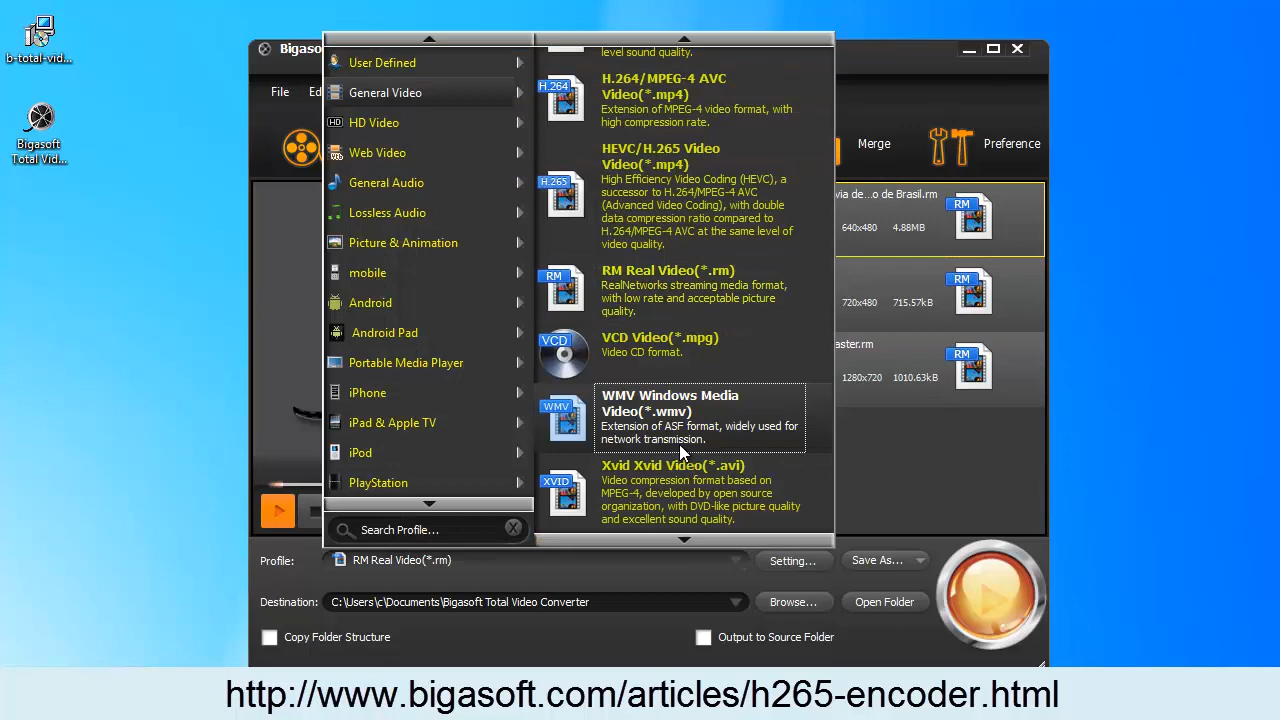 b-total-vid...
Bigasoft
Total Vid...
Bigaso
File
Ed
Merge
Preference
User Defined
General Video
HD Video
Web Video
General Audio
Lossless Audio
Picture & Animation
mobile
Android
Android Pad
Portable Media Player
iPhone
iPad & Apple TV
iPod
PlayStation
Search Profile...
level sound quality.
H.264
H.264/MPEG-4 AVC
Video(*.mp4)
Extension of MPEG-4 video format, with
high compression rate.
H.265
HEVC/H.265 Video
Video(*.mp4)
High Efficiency Video Coding (HEVC), a
successor to H.264/MPEG-4 AVC
(Advanced Video Coding), with double
data compression ratio compared to
H.264/MPEG-4 AVC at the same level of
video quality.
RM
RM Real Video(*.rm)
RealNetworks streaming media format,
with low rate and acceptable picture
quality.
VCD
VCD Video(*.mpg)
Video CD format.
WMV
WMV Windows Media
Video(*.wmv)
Extension of ASF format, widely used for
network transmission.
XVID
Xvid Xvid Video(*.avi)
Video compression format based on
MPEG-4, developed by open source
organization, with DVD-like picture quality
and excellent sound quality.
via de...o de Brasil.rm
640x480 4.88MB
RM
720x480 715.57kB
RM
aster.rm
1280x720 1010.63kB
RM
Profile:
RM Real Video(*.rm)
Setting...
Save As...
Destination:
C:\Users\c\Documents\Bigasoft Total Video Converter
Browse...
Open Folder
Copy Folder Structure
Output to Source Folder
http://www.bigasoft.com/articles/h265-encoder.html